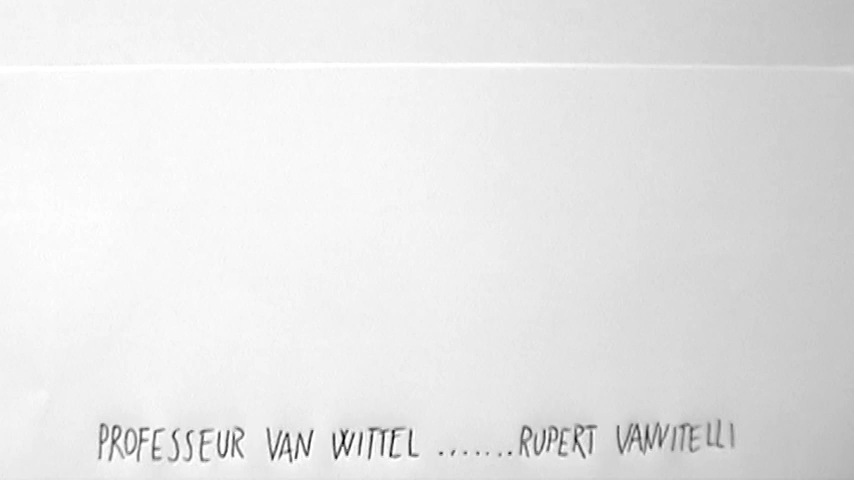 PROFESSEUR VAN WITTEL .......RUPERT VANVITELLI